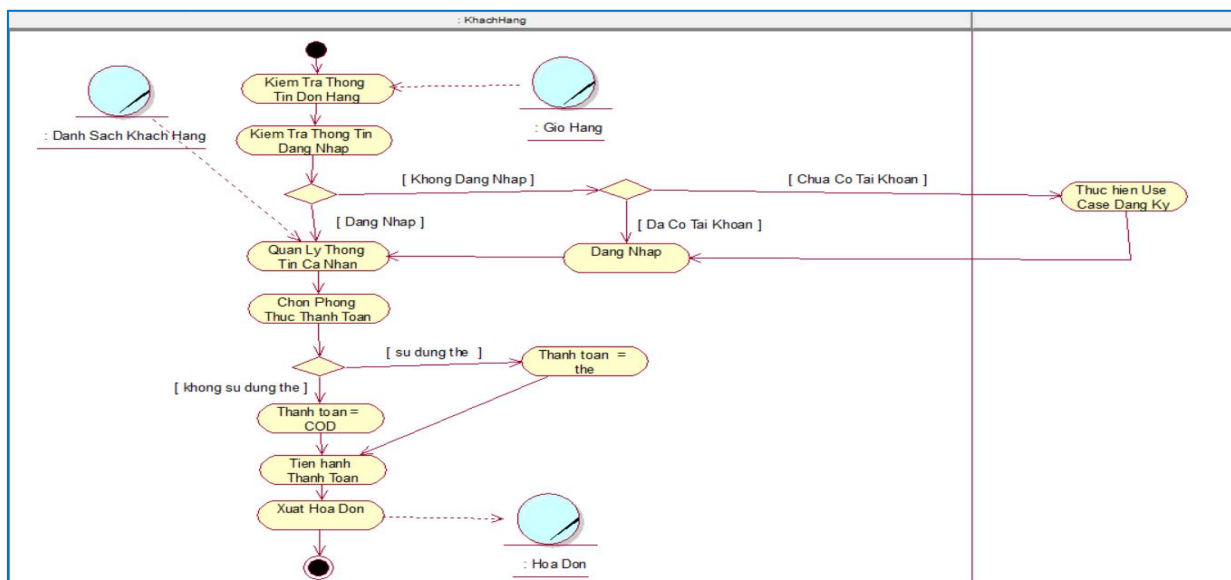 : KhachHang
Kiem Tra Thong
Tin Don Hang
: Gio Hang
: Danh Sach Khach Hang
Kiem Tra Thong Tin
Dang Nhap
[ Khong Dang Nhap ]
[ Chua Co Tai Khoan ]
Thuc hien Use
Case Dang Ky
[ Dang Nhap ]
[ Da Co Tai Khoan ]
Quan Ly Thong
Tin Ca Nhan
Dang Nhap
Chon Phong
Thuc Thanh Toan
[ su dung the ]
Thanh toan =
the
[ khong su dung the ]
Thanh toan =
COD
Tien hanh
Thanh Toan
Xuat Hoa Don
: Hoa Don